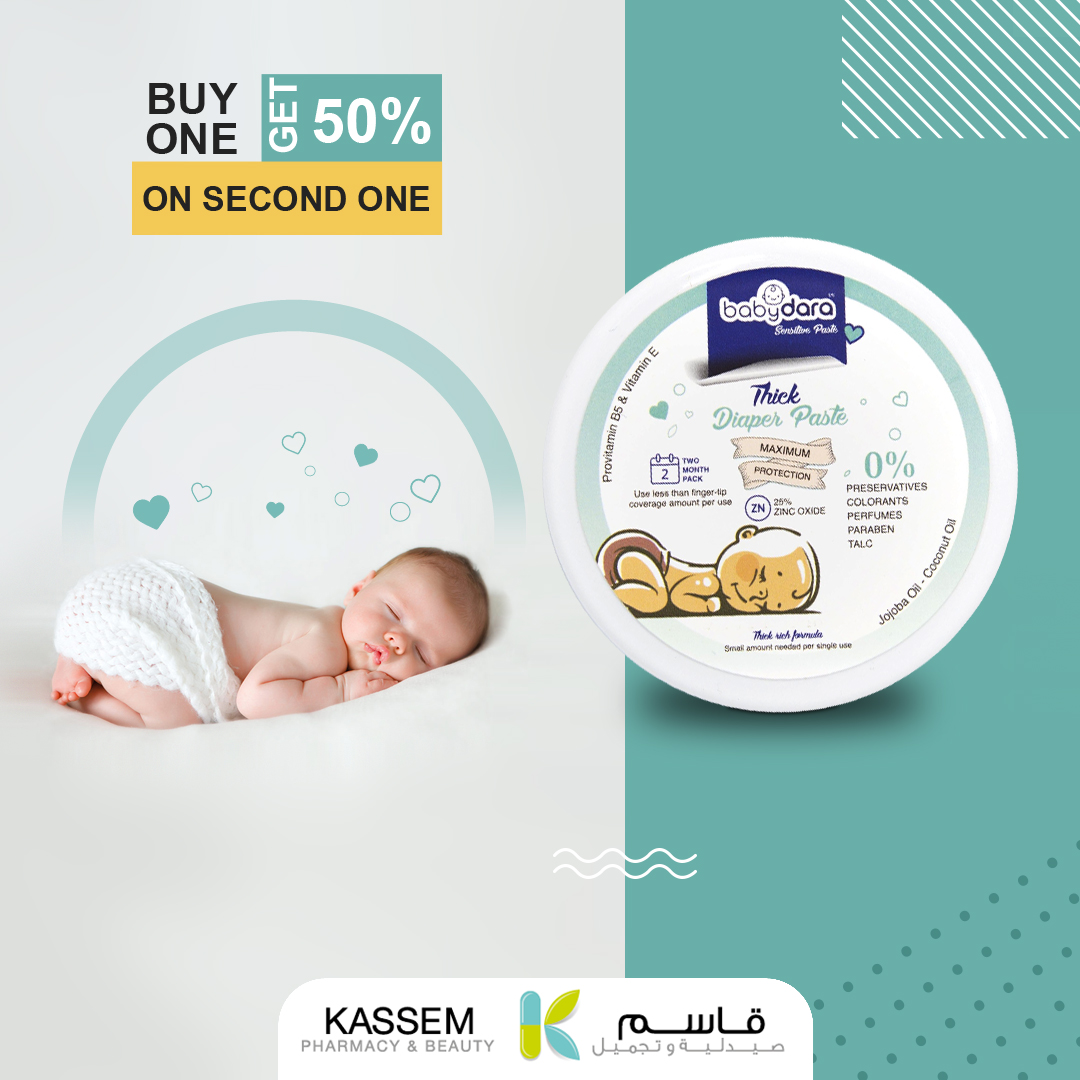 BUY
ONE
GET
50%
ON SECOND ONE
babydara
Sensitive Paste
Thick
Diaper Paste
Provitamin B5 & Vitamin E
MAXIMUM
PROTECTION
2
TWO
MONTH
PACK
Use less than finger-tip
coverage amount per use
ZN
25%
ZINC OXIDE
0%
PRESERVATIVES
COLORANTS
PERFUMES
PARABEN
TALC
Jojoba Oil - Coconut Oil
Thick rich formula
Small amount needed per single use
KASSEM
PHARMACY & BEAUTY
قاسم
صيدلية و تجميل